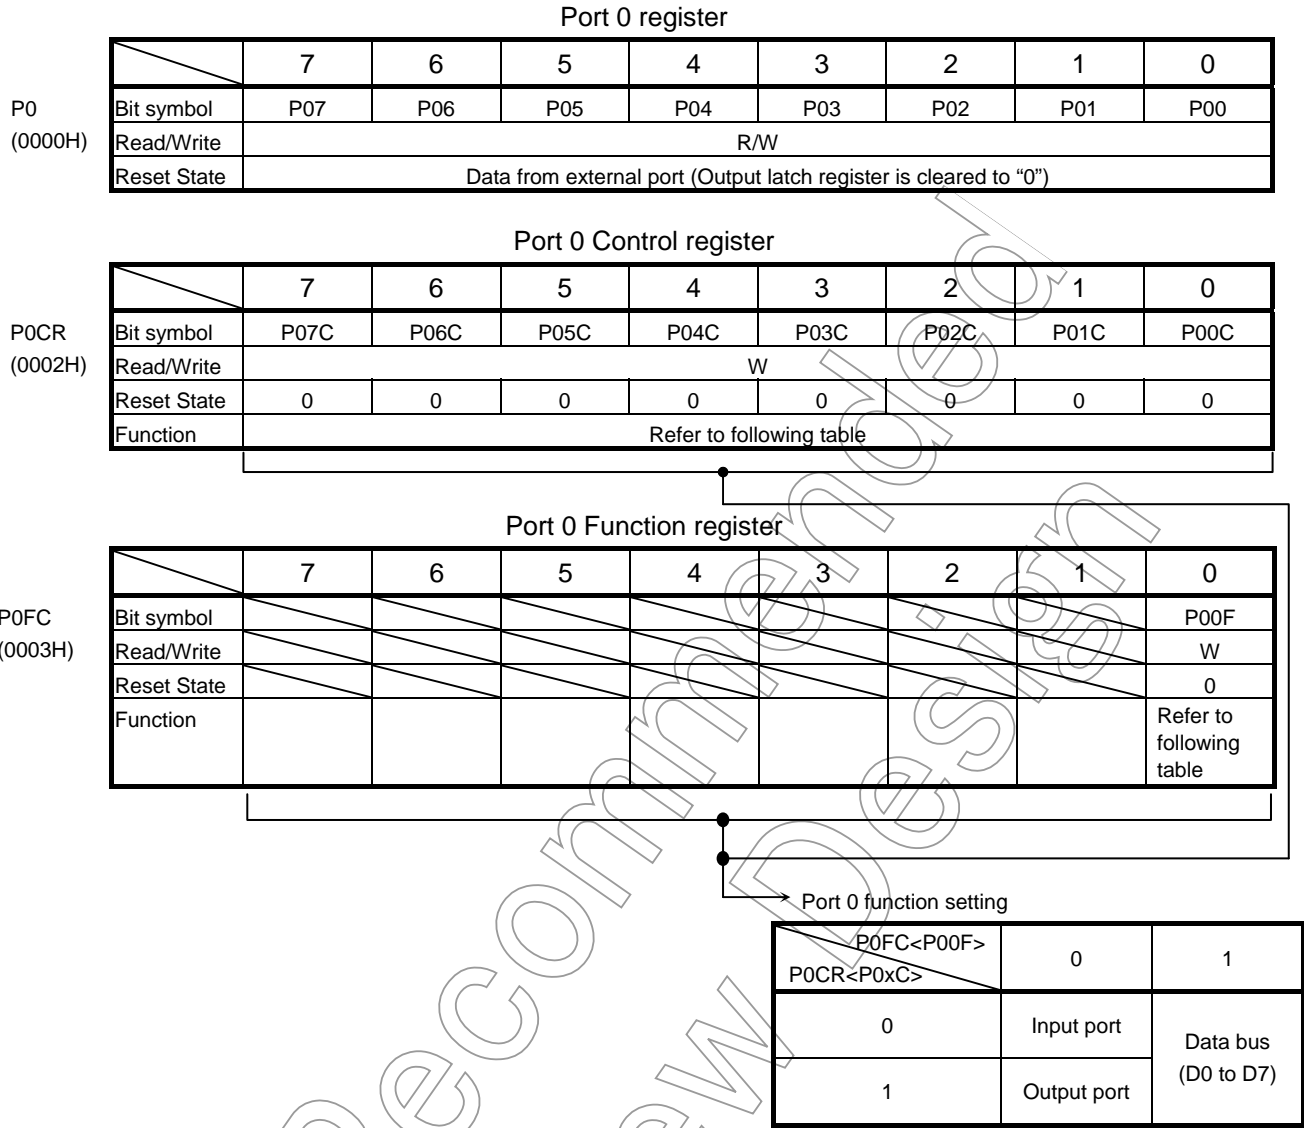 Port 0 register
7 6 5 4 3 2 1 0
P0
(0000H)
Bit symbol P07 P06 P05 P04 P03 P02 P01 P00
Read/Write R/W
Reset State Data from external port (Output latch register is cleared to “0”)
Port 0 Control register
7 6 5 4 3 2 1 0
P0CR
(0002H)
Bit symbol P07C P06C P05C P04C P03C P02C P01C P00C
Read/Write W
Reset State 0 0 0 0 0 0 0 0
Function Refer to following table
Port 0 Function register
7 6 5 4 3 2 1 0
P0FC
(0003H)
Bit symbol P00F
Read/Write W
Reset State 0
Function Refer to
following
table
Port 0 function setting
P0FC<P00F> 0 1
P0CR<P0xC>
0 Input port
Data bus
(D0 to D7)
1 Output port
Recommended
ew Design